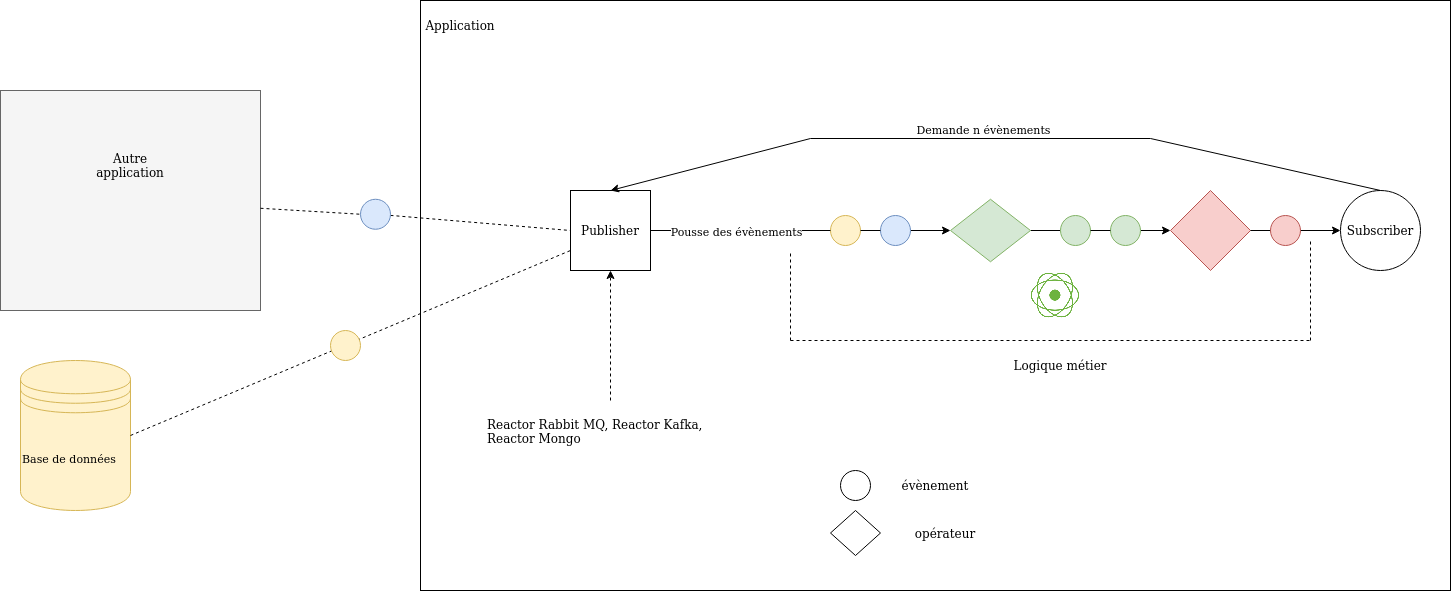 Application
Demande n évènements
Autre
application
Publisher
Pousse des évènements
Subscriber
Logique métier
Reactor Rabbit MQ, Reactor Kafka,
Reactor Mongo
Base de données
évènement
opérateur